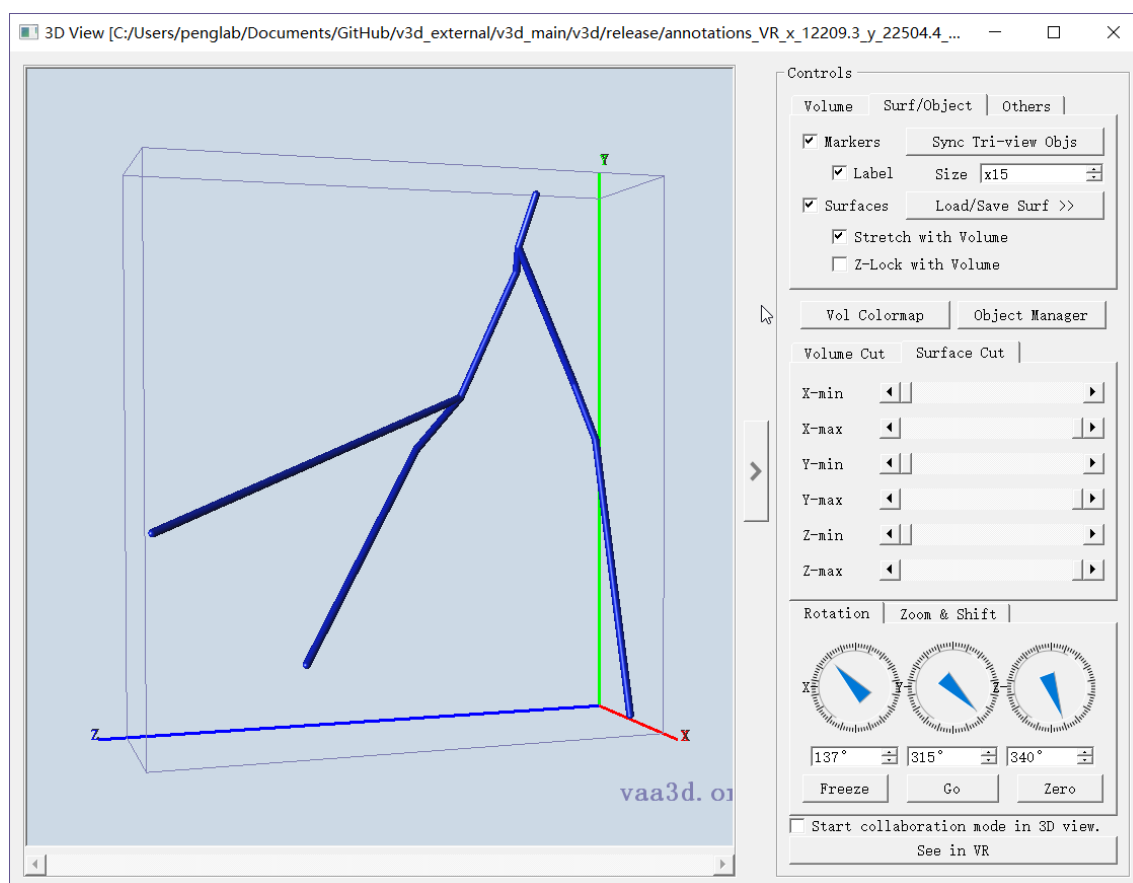 3D View [C:/Users/penglab/Documents/GitHub/v3d_external/v3d_main/v3d/release/annotations_VR_x_12209.3_y_22504.4_...
Controls
Volume Surf/Object Others
Markers Sync Tri-view Objs
Label Size x15
Surfaces Load/Save Surf >>
Stretch with Volume
Z-Lock with Volume
Vol Colormap Object Manager
Volume Cut Surface Cut
X-min
X-max
Y-min
Y-max
Z-min
Z-max
Rotation Zoom & Shift
X Y- Z-
137° 315° 340°
Freeze Go Zero
Start collaboration mode in 3D view.
See in VR
Y
Z
X
vaa3d.or